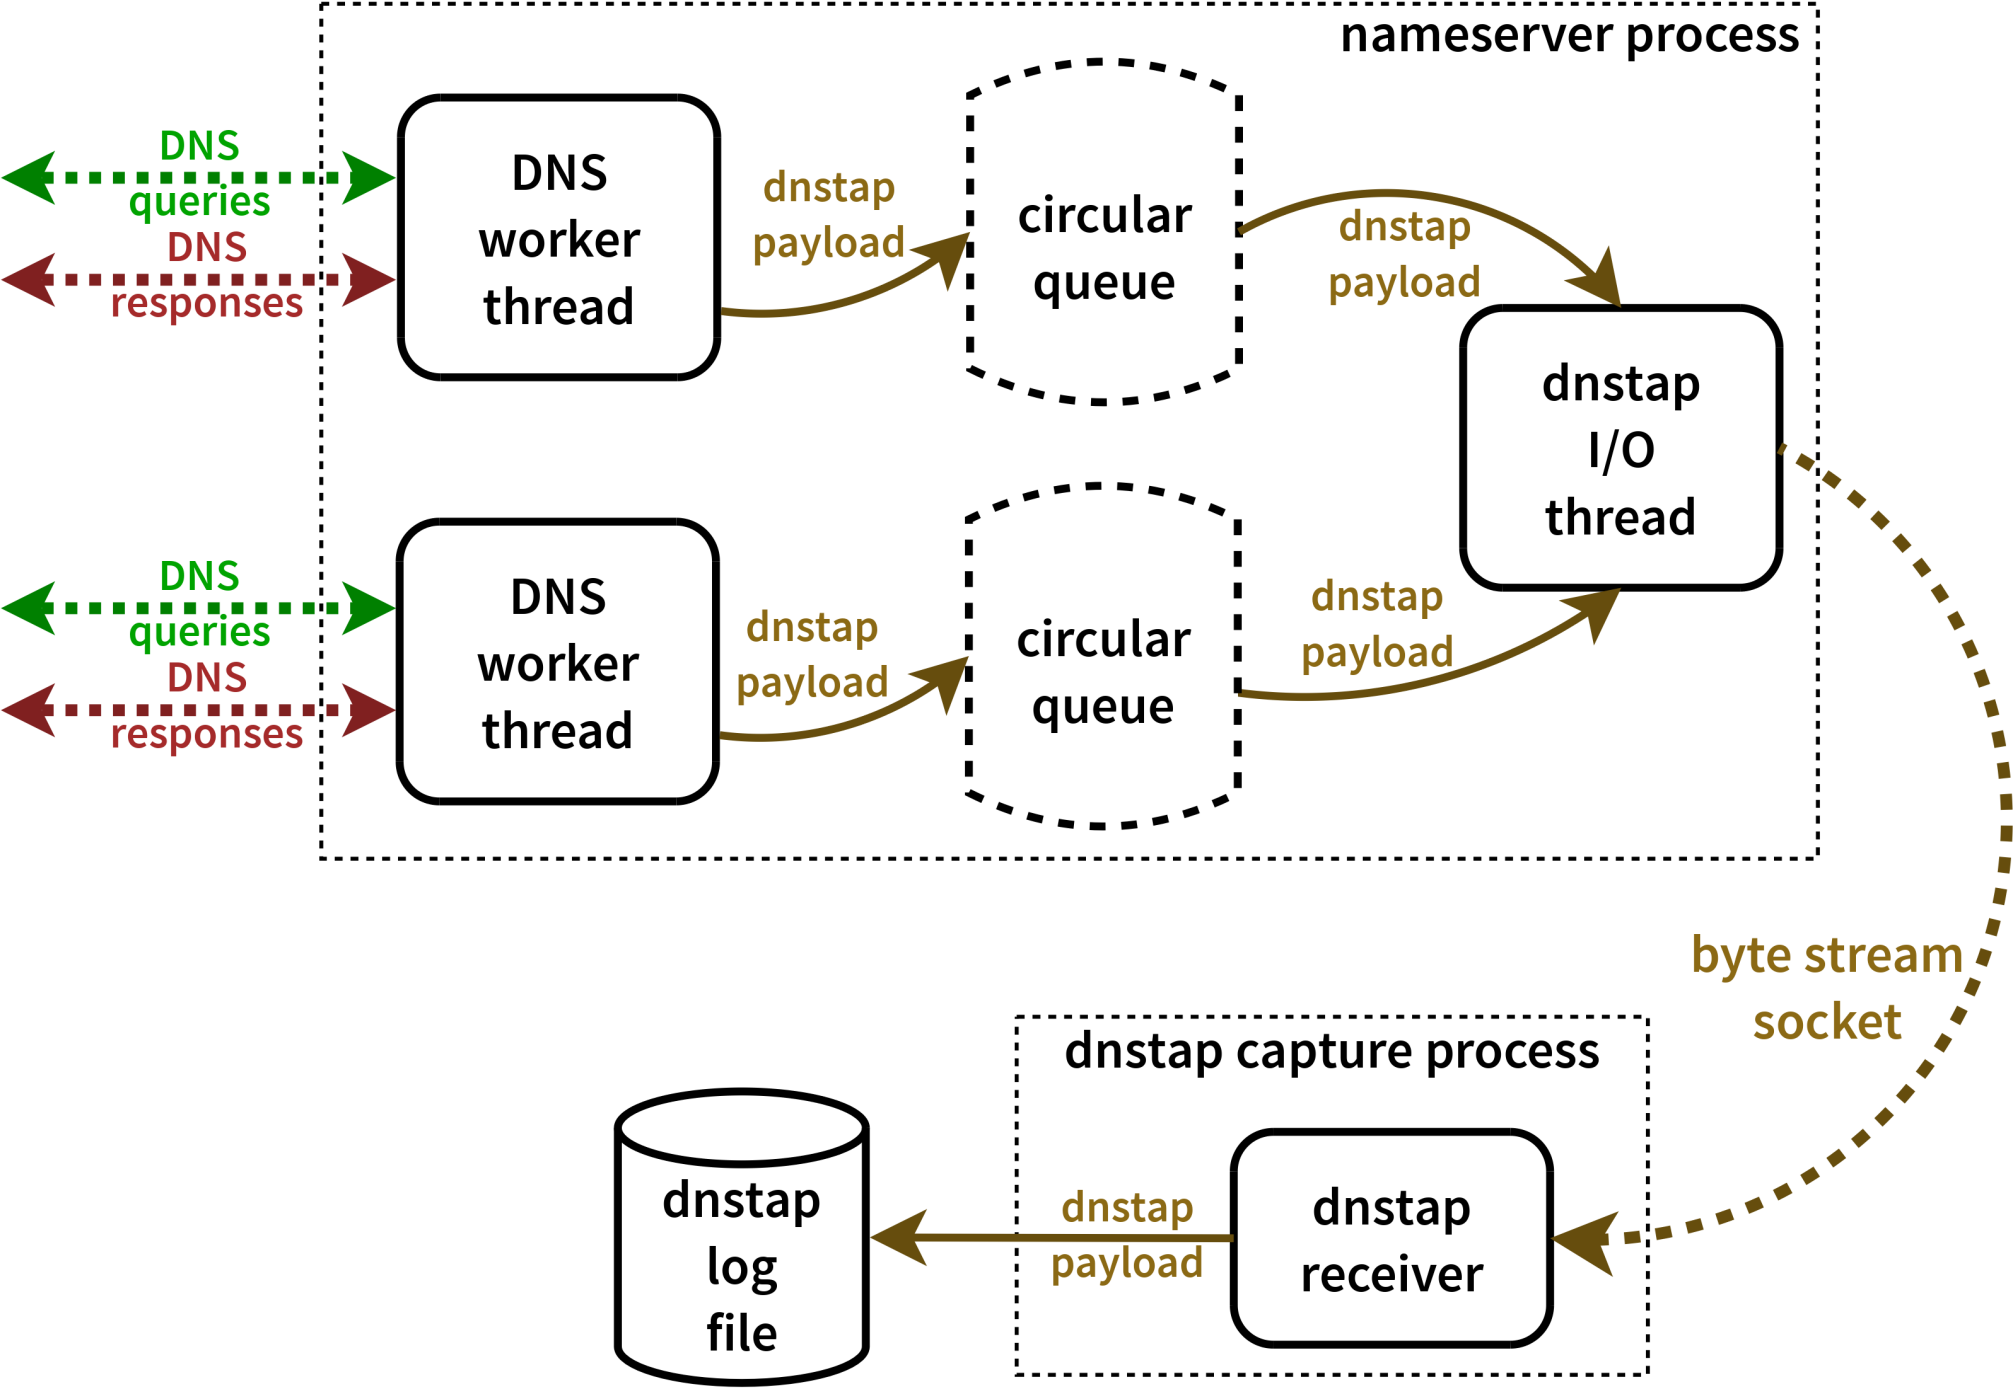 nameserver process
DNS
queries
DNS
responses
DNS
worker
thread
dnstap
payload
circular
queue
dnstap
payload
dnstap
I/O
thread
DNS
queries
DNS
responses
DNS
worker
thread
dnstap
payload
circular
queue
dnstap
payload
byte stream
socket
dnstap capture process
dnstap
receiver
dnstap
payload
dnstap
log
file